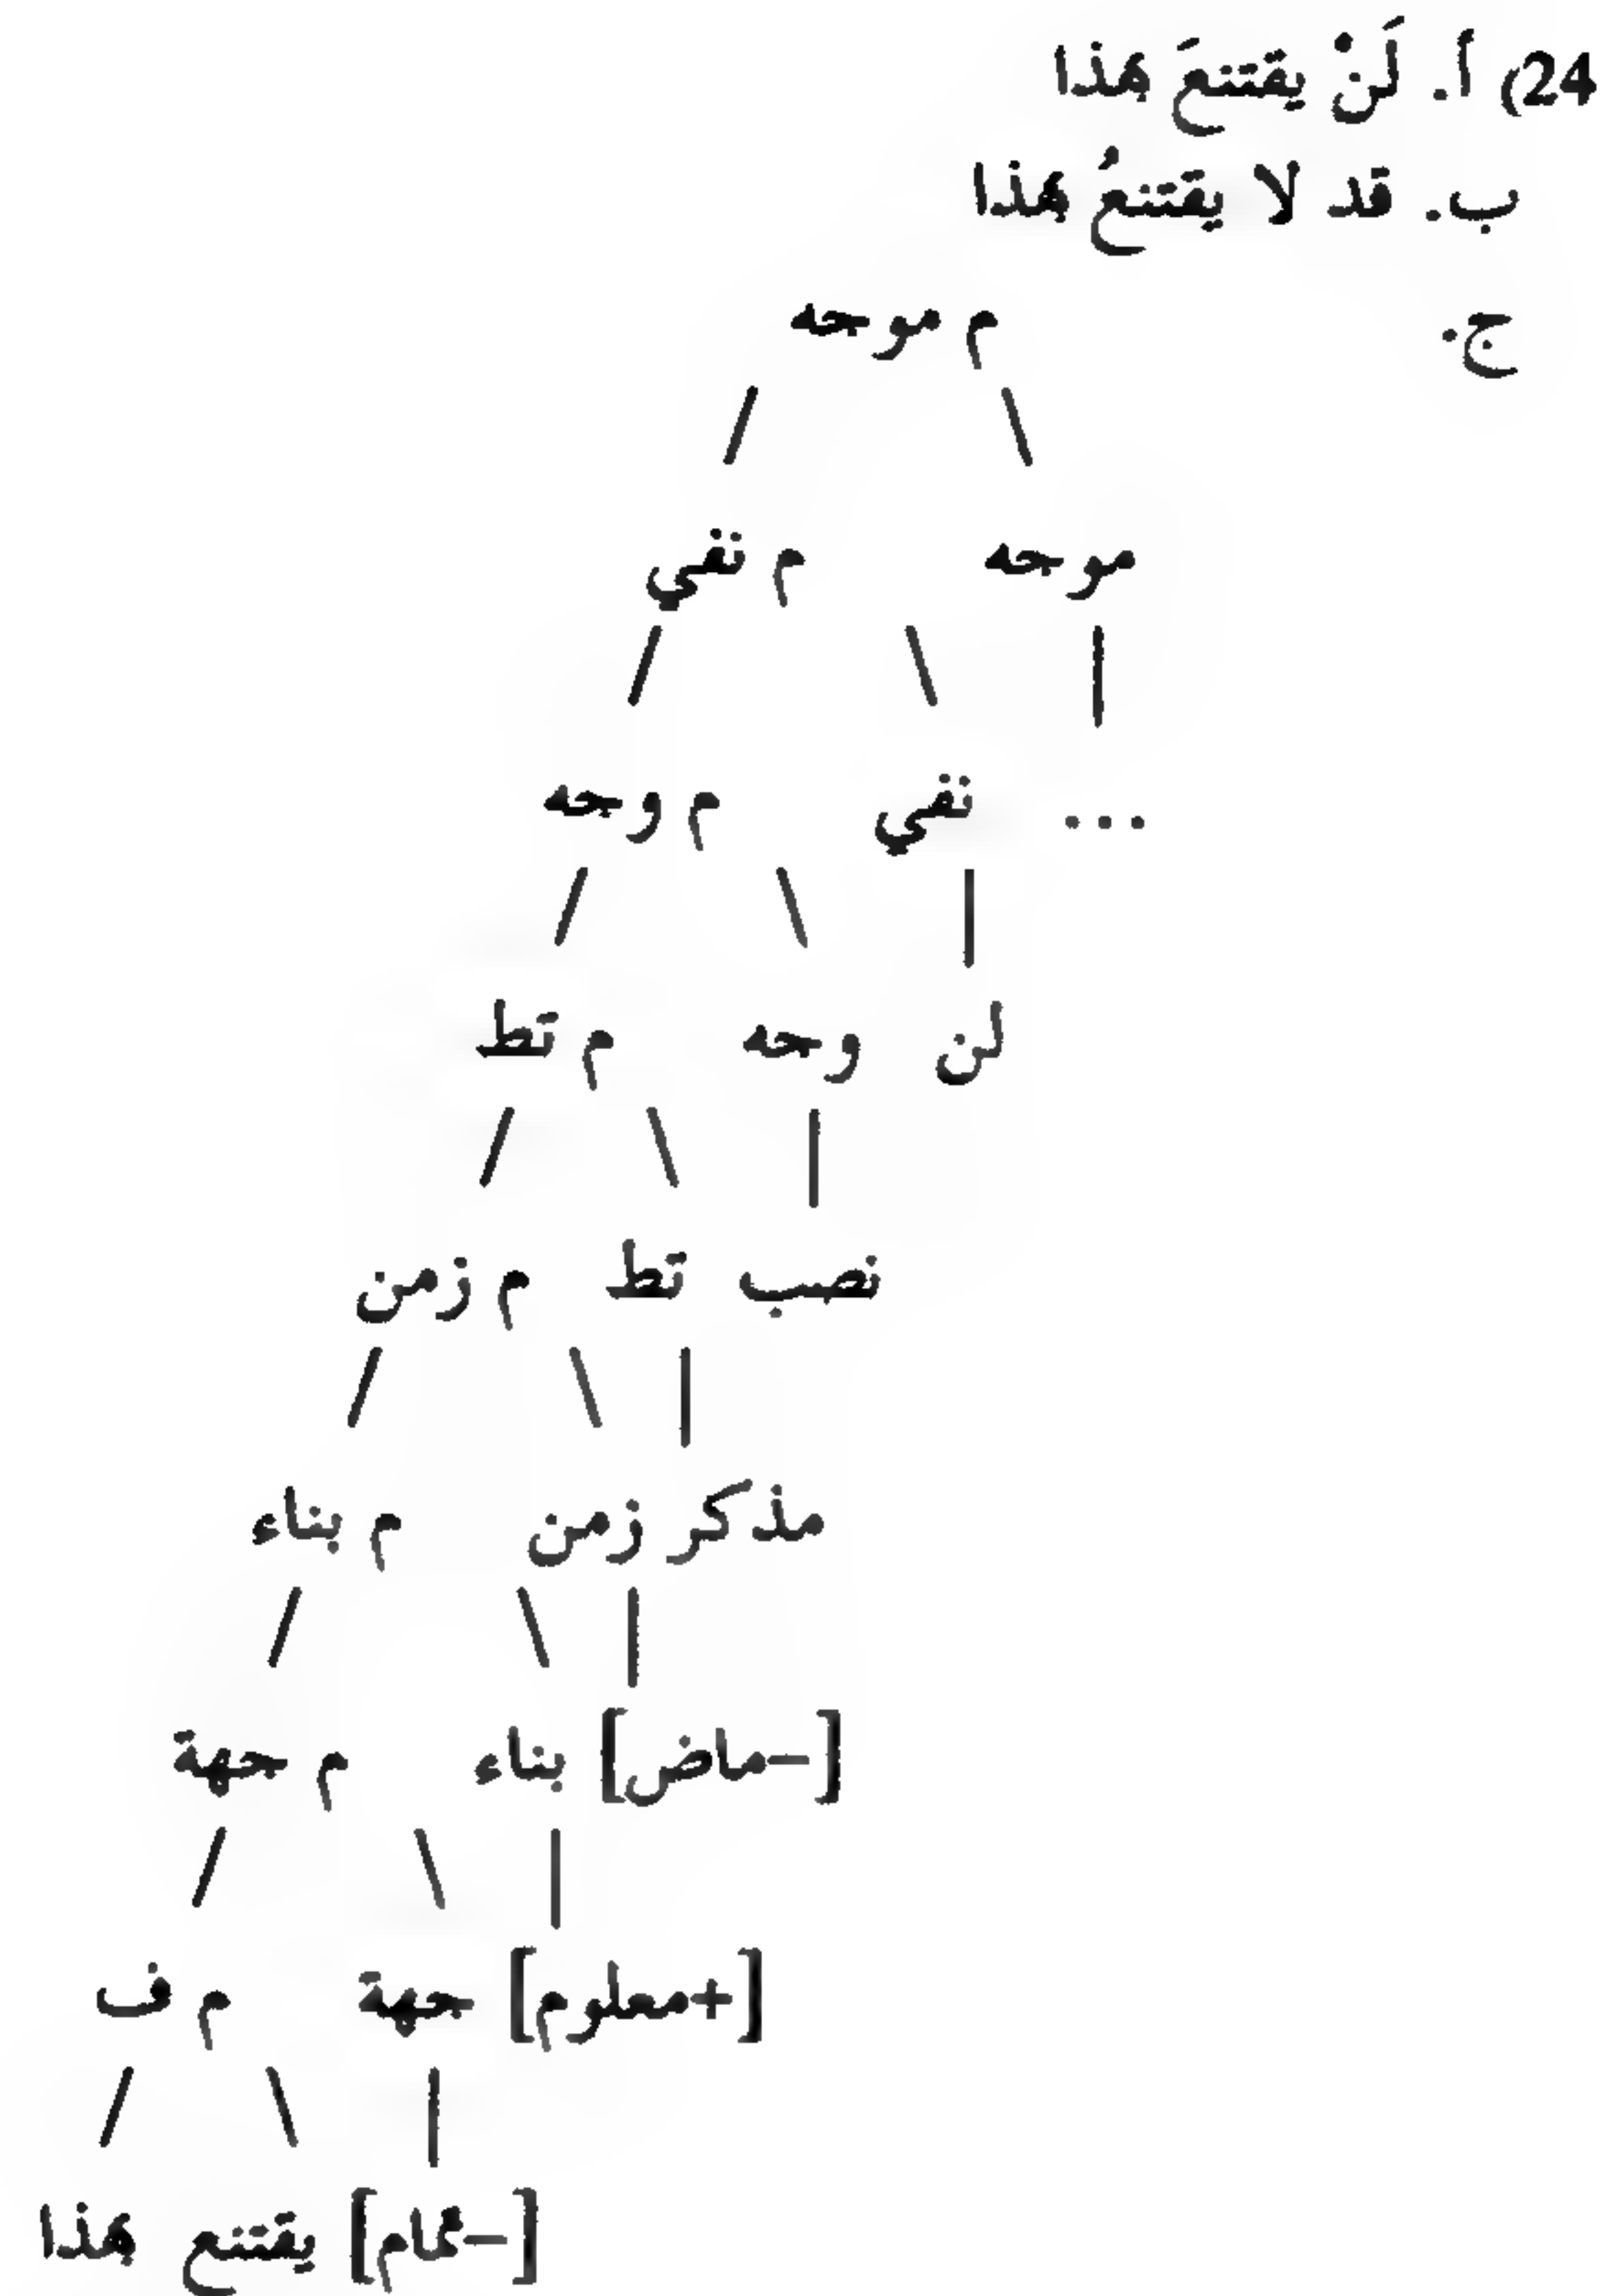 24) أ. لَنْ يقتنعَ بهذا
ب. قد لا يقتنعُ بهذا
ج. م موجه
موجه م نفي
... نفي م وجه
لن وجه م تط
نصب تط م زمن
مذكر زمن م بناء
[–ماض] بناء م جهة
[+معلوم] جهة م ف
[–تمام] يقتنع بهذا